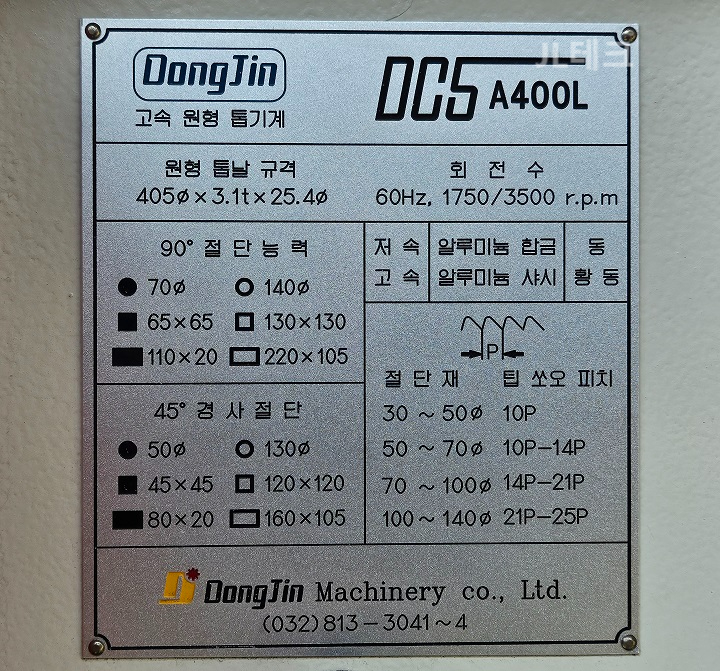 JL테크
DongJin
고속 원형 톱기계
DC5 A400L
원형 톱날 규격
405ø×3.1t×25.4ø
회 전 수
60Hz, 1750/3500 r.p.m
90° 절 단 능 력
● 70ø ○ 140ø
■ 65×65 □ 130×130
■ 110×20 □ 220×105
저 속 알루미늄 합금 동
고 속 알루미늄 샤시 황 동
P
절 단 재 팁 쏘오 피치
30 ~ 50ø 10P
50 ~ 70ø 10P-14P
70 ~ 100ø 14P-21P
100 ~ 140ø 21P-25P
45° 경 사 절 단
● 50ø ○ 130ø
■ 45×45 □ 120×120
■ 80×20 □ 160×105
DongJin Machinery co., Ltd.
(032)813-3041~4